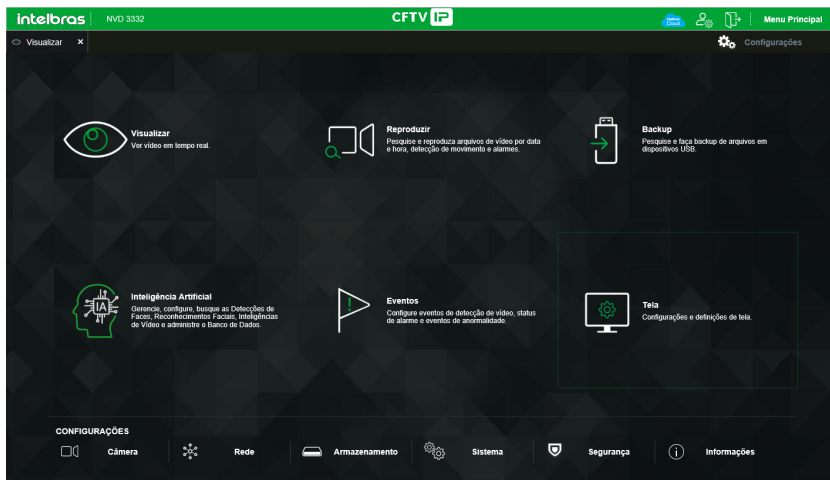 intelbras NVD 3332 CFTV IP Intelbras Cloud Menu Principal
Visualizar × Configurações
Visualizar
Ver vídeo em tempo real.
Reproduzir
Pesquise e reproduza arquivos de vídeo por data
e hora, detecção de movimento e alarmes.
Backup
Pesquise e faça backup de arquivos em
dispositivos USB.
IA
Inteligência Artificial
Gerencie, configure, busque as Detecções de
Faces, Reconhecimentos Faciais, Inteligências
de Vídeo e administre o Banco de Dados.
Eventos
Configure eventos de detecção de vídeo, status
de alarme e eventos de anormalidade.
Tela
Configurações e definições de tela.
CONFIGURAÇÕES
Câmera Rede Armazenamento Sistema Segurança Informações